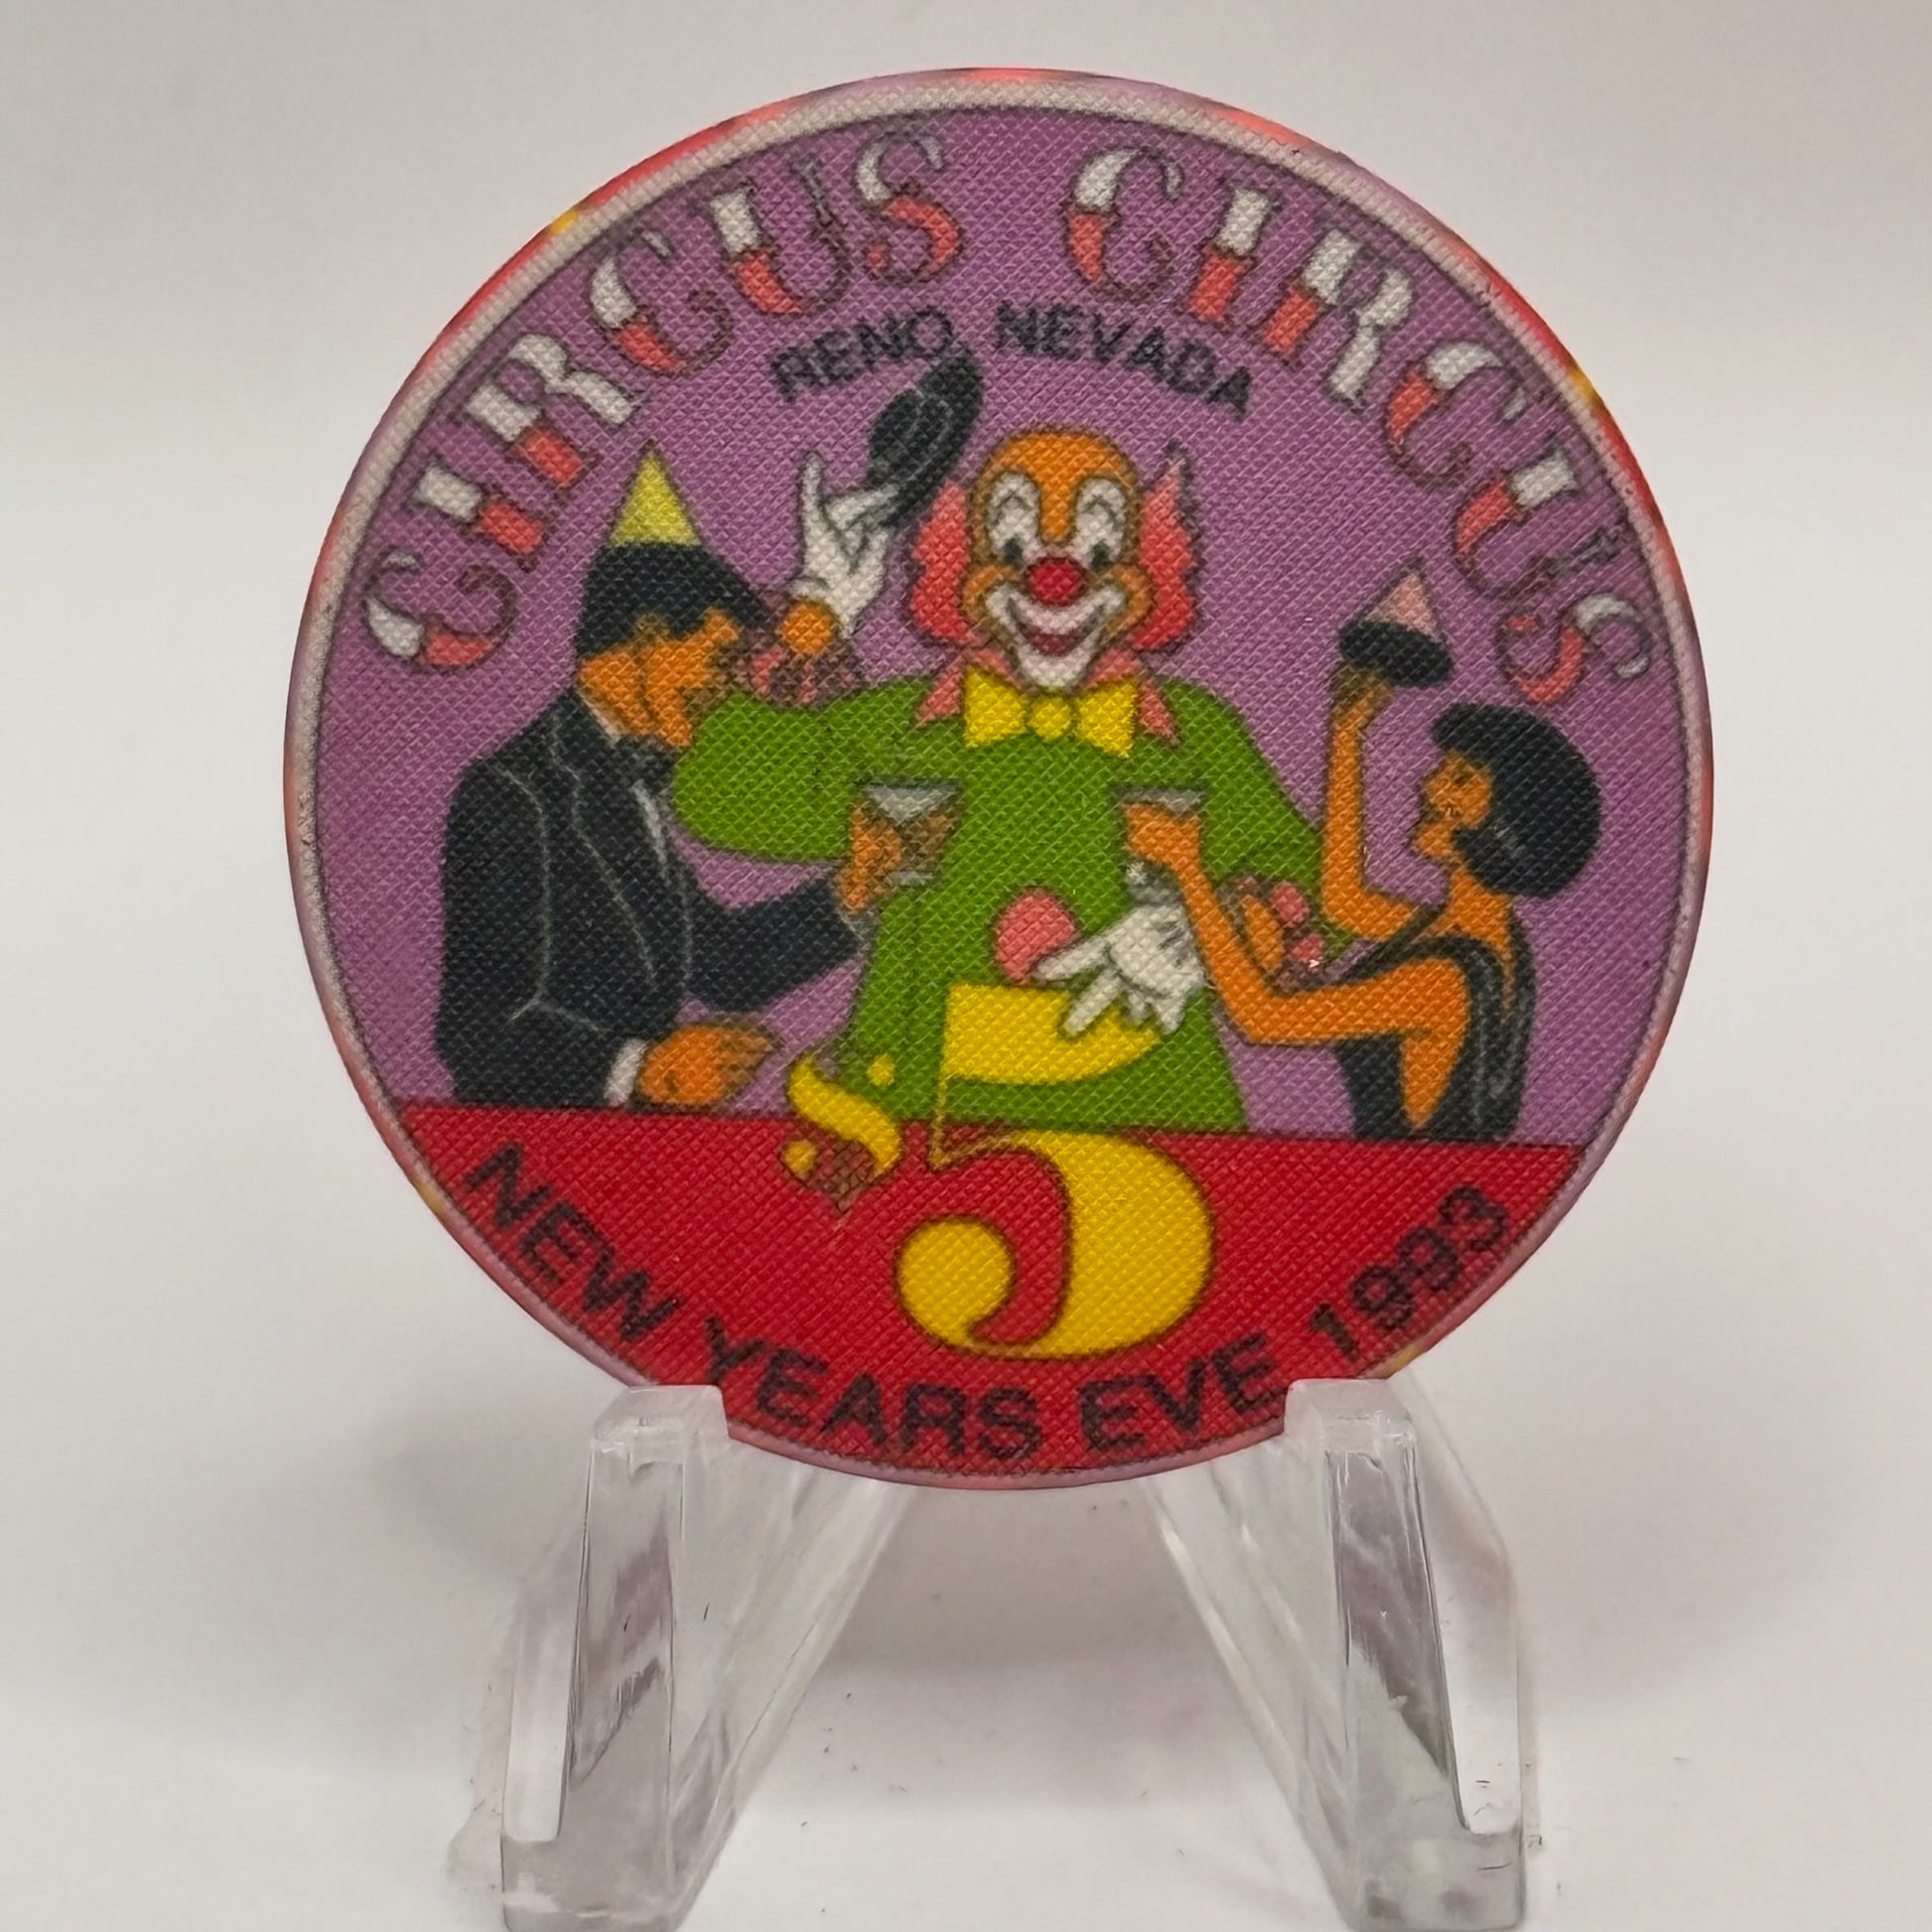 CIRCUS CIRCUS
RENO NEVADA
$5
NEW YEARS EVE 1993